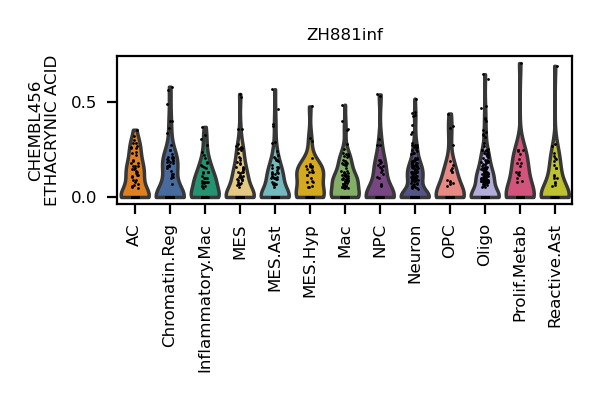 ZH881inf
CHEMBL456
ETHACRYNIC ACID
0.5
0.0
AC
Chromatin.Reg
Inflammatory.Mac
MES
MES.Ast
MES.Hyp
Mac
NPC
Neuron
OPC
Oligo
Prolif.Metab
Reactive.Ast